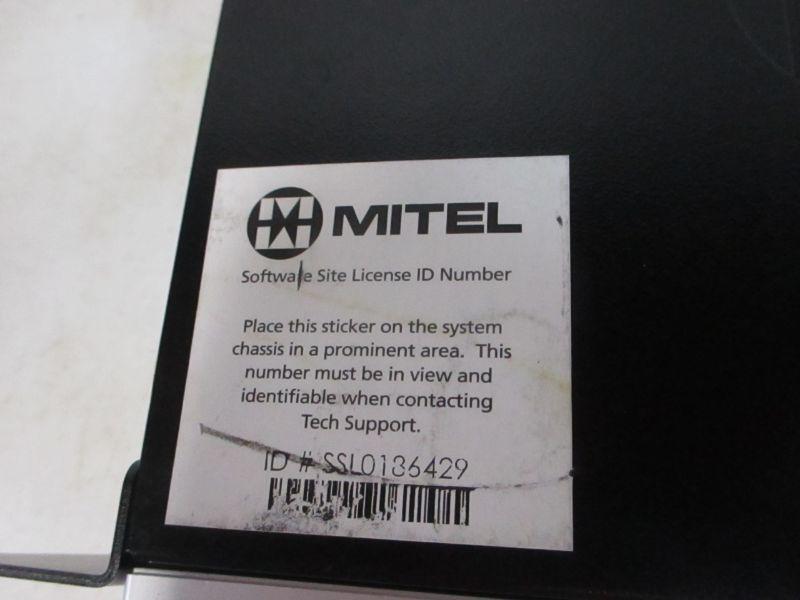 MITEL
Software Site License ID Number
Place this sticker on the system
chassis in a prominent area. This
number must be in view and
identifiable when contacting
Tech Support.
ID # SSL0136429